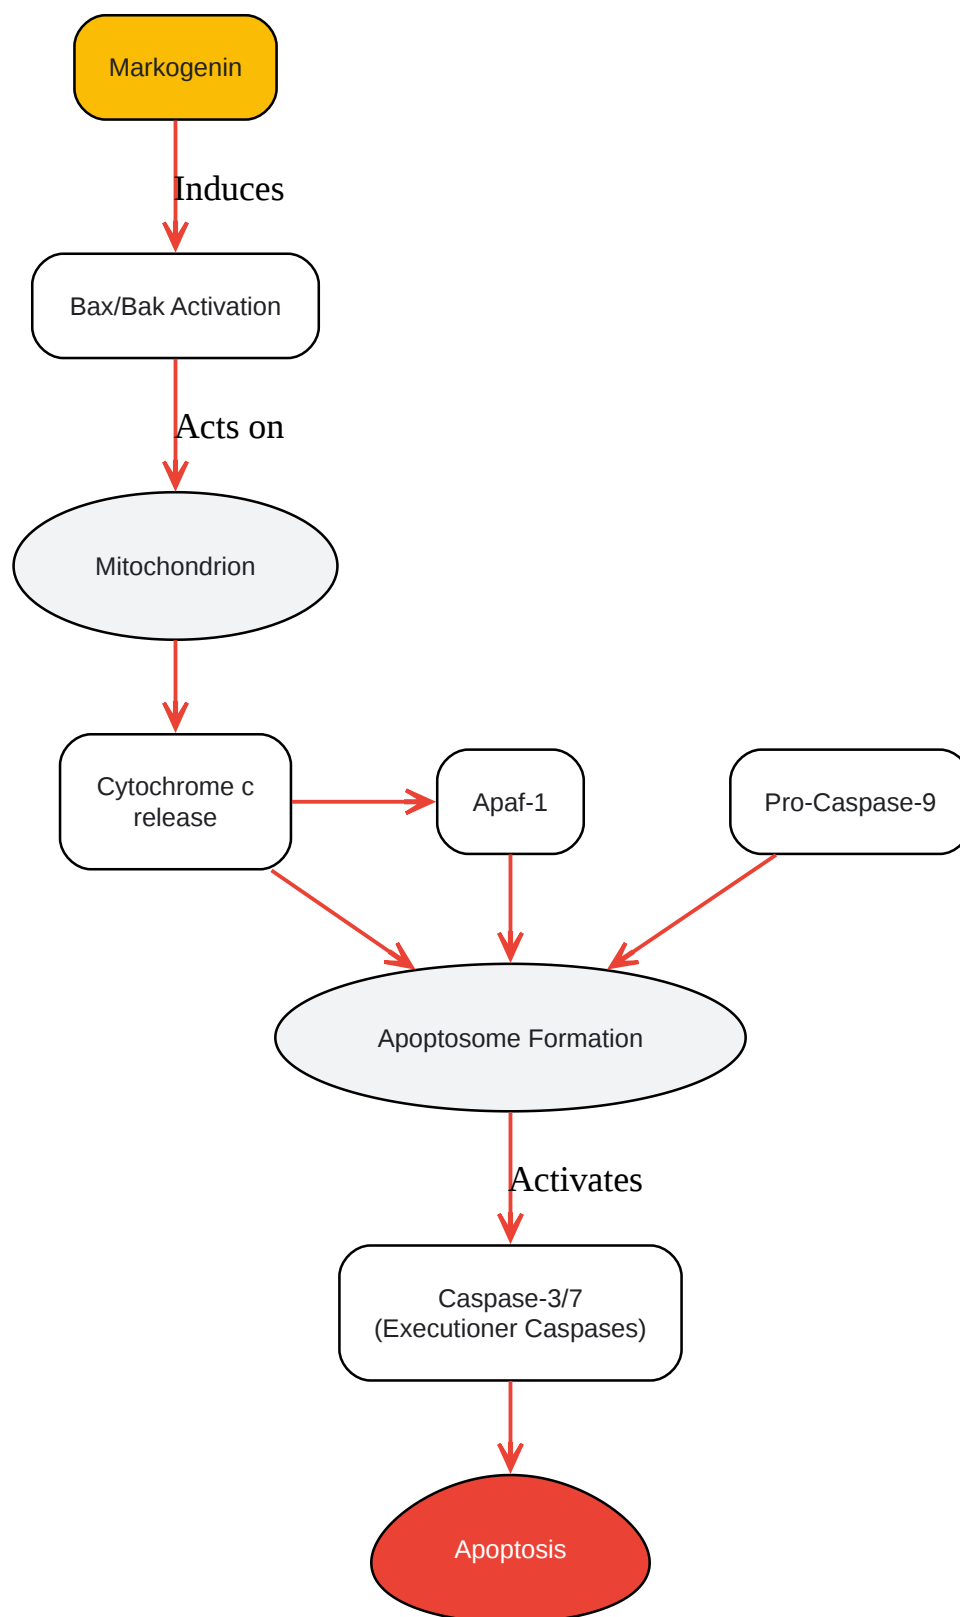 Markogenin
Induces
Bax/Bak Activation
Acts on
Mitochondrion
Cytochrome c
release
Apaf-1
Pro-Caspase-9
Apoptosome Formation
Activates
Caspase-3/7
(Executioner Caspases)
Apoptosis